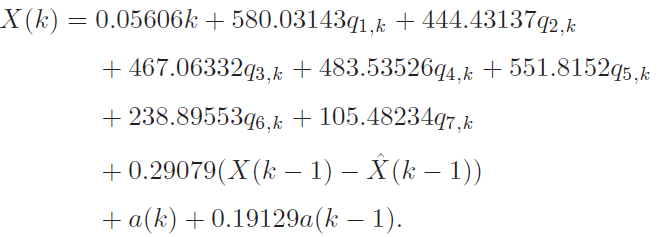 X(k) = 0.05606k + 580.03143q_{1,k} + 444.43137q_{2,k}
+ 467.06332q_{3,k} + 483.53526q_{4,k} + 551.8152q_{5,k}
+ 238.89553q_{6,k} + 105.48234q_{7,k}
+ 0.29079(X(k − 1) − X̂(k − 1))
+ a(k) + 0.19129a(k − 1).